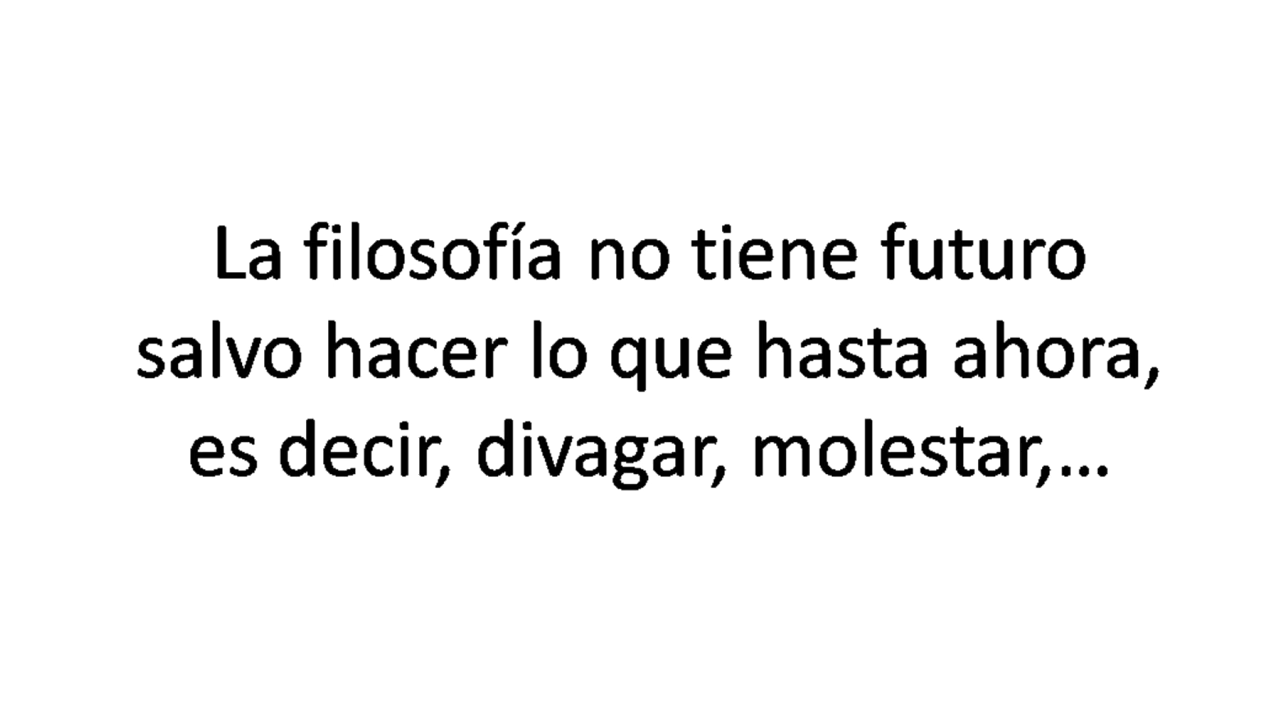 La filosofía no tiene futuro
salvo hacer lo que hasta ahora,
es decir, divagar, molestar,...